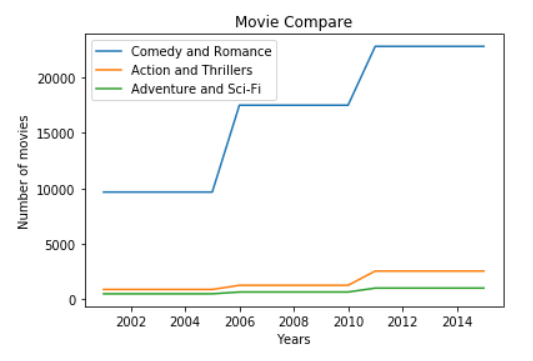 Movie Compare
Comedy and Romance
Action and Thrillers
Adventure and Sci-Fi
Number of movies
20000
15000
10000
5000
0
2002 2004 2006 2008 2010 2012 2014
Years